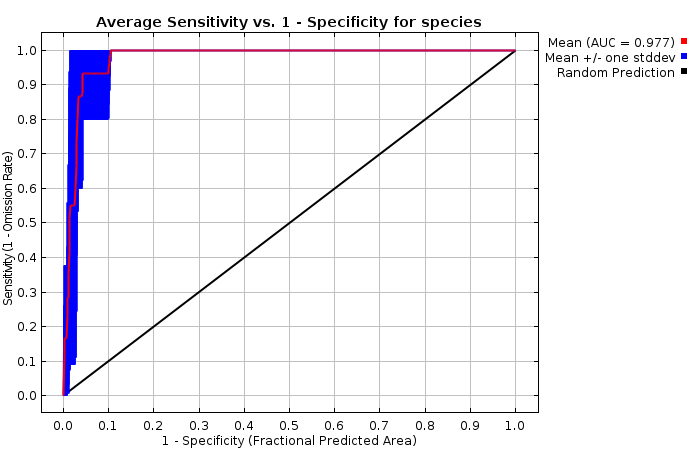 Average Sensitivity vs. 1 - Specificity for species
Mean (AUC = 0.977)
Mean +/- one stddev
Random Prediction
Sensitivity (1 - Omission Rate)
1.0
0.9
0.8
0.7
0.6
0.5
0.4
0.3
0.2
0.1
0.0
0.0 0.1 0.2 0.3 0.4 0.5 0.6 0.7 0.8 0.9 1.0
1 - Specificity (Fractional Predicted Area)